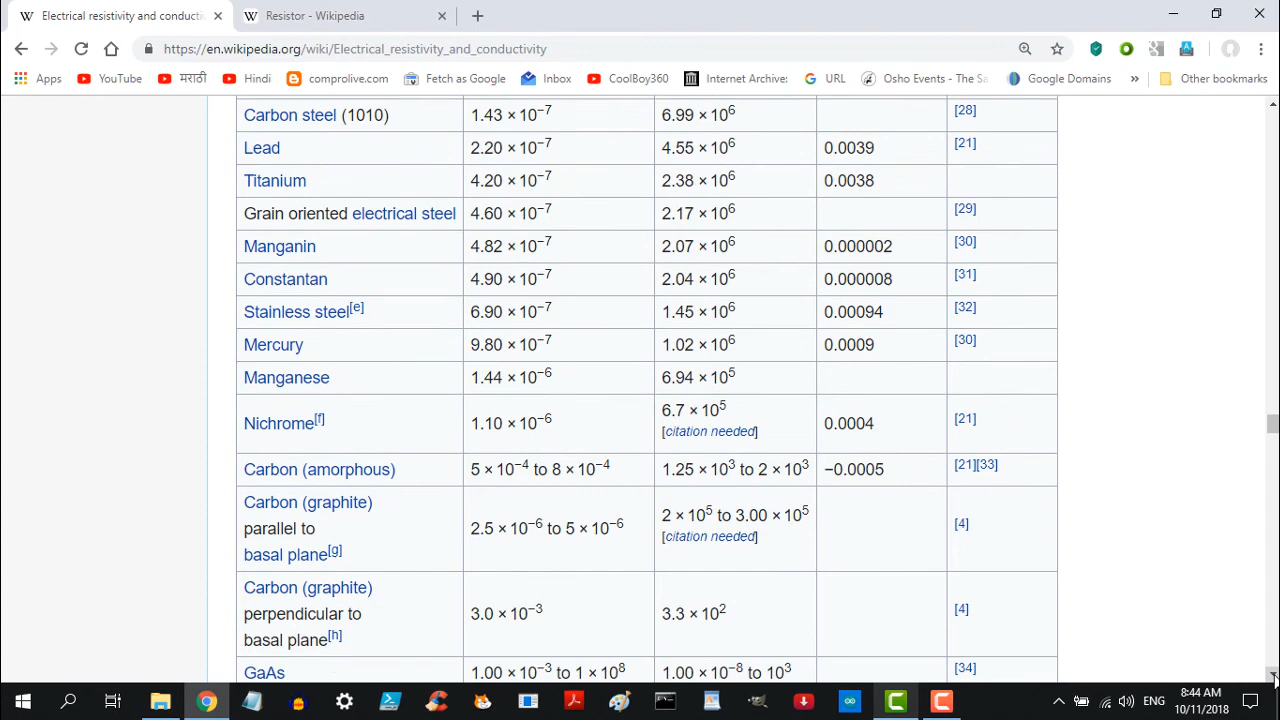 Electrical resistivity and conducti
Resistor - Wikipedia
https://en.wikipedia.org/wiki/Electrical_resistivity_and_conductivity
Apps YouTube मराठी Hindi comprolive.com Fetch as Google Inbox CoolBoy360 Internet Archive: URL Osho Events - The Sa Google Domains » Other bookmarks
Carbon steel (1010) 1.43 × 10⁻⁷ 6.99 × 10⁶ [28]
Lead 2.20 × 10⁻⁷ 4.55 × 10⁶ 0.0039 [21]
Titanium 4.20 × 10⁻⁷ 2.38 × 10⁶ 0.0038
Grain oriented electrical steel 4.60 × 10⁻⁷ 2.17 × 10⁶ [29]
Manganin 4.82 × 10⁻⁷ 2.07 × 10⁶ 0.000002 [30]
Constantan 4.90 × 10⁻⁷ 2.04 × 10⁶ 0.000008 [31]
Stainless steel[e] 6.90 × 10⁻⁷ 1.45 × 10⁶ 0.00094 [32]
Mercury 9.80 × 10⁻⁷ 1.02 × 10⁶ 0.0009 [30]
Manganese 1.44 × 10⁻⁶ 6.94 × 10⁵
Nichrome[f] 1.10 × 10⁻⁶ 6.7 × 10⁵ 0.0004 [21]
[citation needed]
Carbon (amorphous) 5 × 10⁻⁴ to 8 × 10⁻⁴ 1.25 × 10³ to 2 × 10³ −0.0005 [21][33]
Carbon (graphite)
parallel to
basal plane[g]
2.5 × 10⁻⁶ to 5 × 10⁻⁶
2 × 10⁵ to 3.00 × 10⁵
[citation needed]
[4]
Carbon (graphite)
perpendicular to
basal plane[h]
3.0 × 10⁻³
3.3 × 10²
[4]
GaAs 1.00 × 10⁻³ to 1 × 10⁸ 1.00 × 10⁻⁸ to 10³ [34]
ENG
8:44 AM
10/11/2018